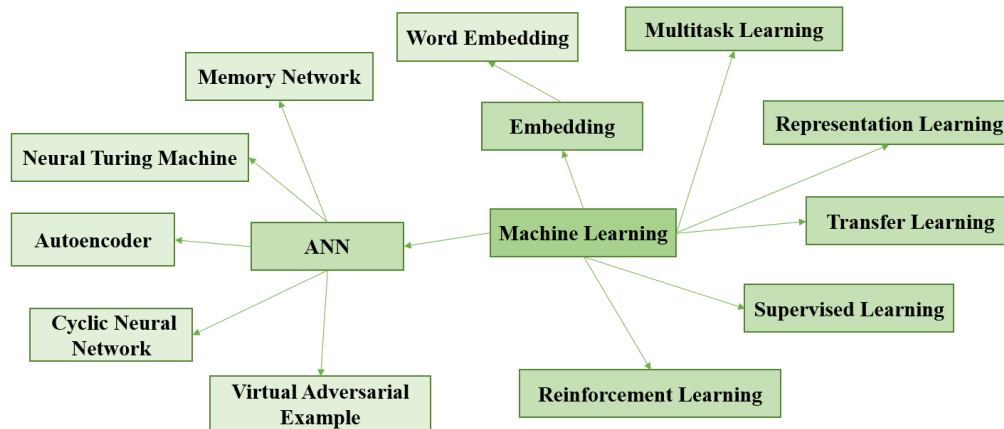 Word Embedding
Multitask Learning
Memory Network
Embedding
Representation Learning
Neural Turing Machine
Autoencoder
ANN
Machine Learning
Transfer Learning
Cyclic Neural
Network
Supervised Learning
Virtual Adversarial
Example
Reinforcement Learning